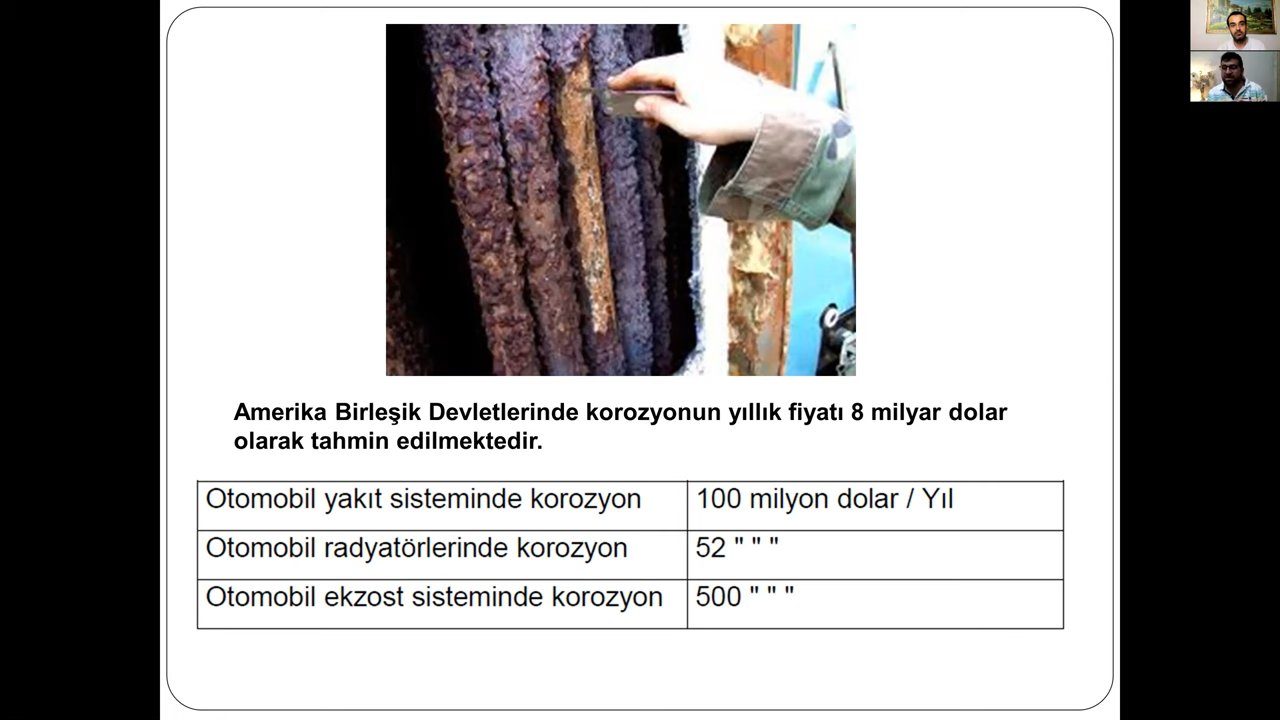 Amerika Birleşik Devletlerinde korozyonun yıllık fiyatı 8 milyar dolar
olarak tahmin edilmektedir.
Otomobil yakıt sisteminde korozyon 100 milyon dolar / Yıl
Otomobil radyatörlerinde korozyon 52 " " "
Otomobil ekzost sisteminde korozyon 500 " " "